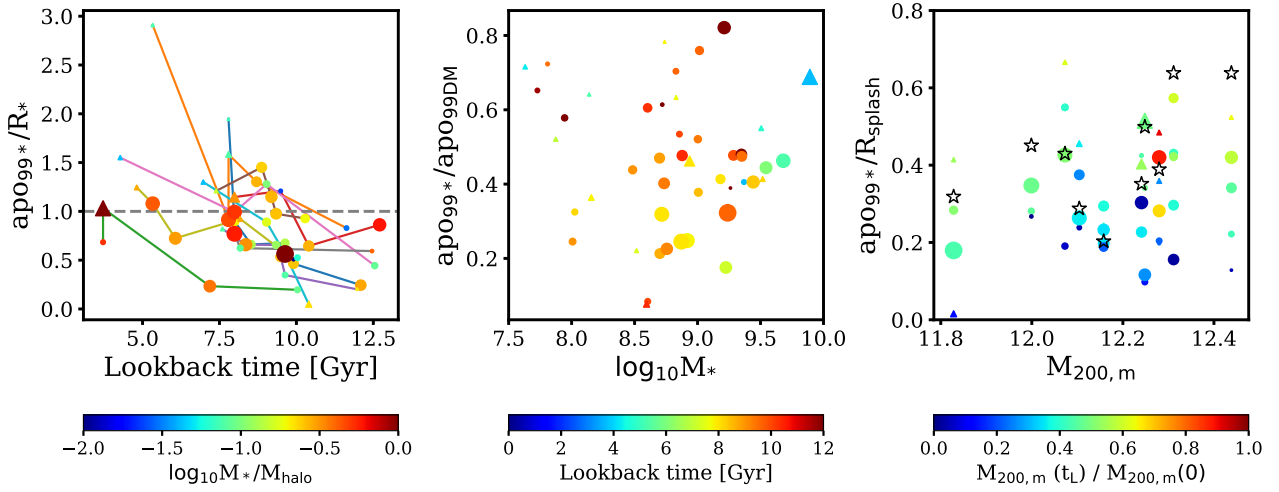 apo₉₉*/R*
3.0
2.5
2.0
1.5
1.0
0.5
0.0
5.0 7.5 10.0 12.5
Lookback time [Gyr]
−2.0 −1.5 −1.0 −0.5 0.0
log₁₀M*/M_halo
apo₉₉*/apo₉₉DM
0.8
0.6
0.4
0.2
7.5 8.0 8.5 9.0 9.5 10.0
log₁₀M*
0 2 4 6 8 10 12
Lookback time [Gyr]
apo₉₉*/R_splash
0.8
0.6
0.4
0.2
0.0
11.8 12.0 12.2 12.4
M₂₀₀, m
0.0 0.2 0.4 0.6 0.8 1.0
M₂₀₀, m (t_L) / M₂₀₀, m(0)